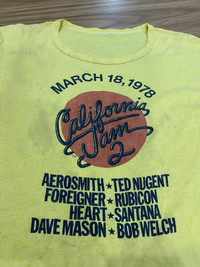 MARCH 18, 1978
California
Jam
2
AEROSMITH★TED NUGENT
FOREIGNER★RUBICON
HEART★SANTANA
DAVE MASON★BOB WELCH